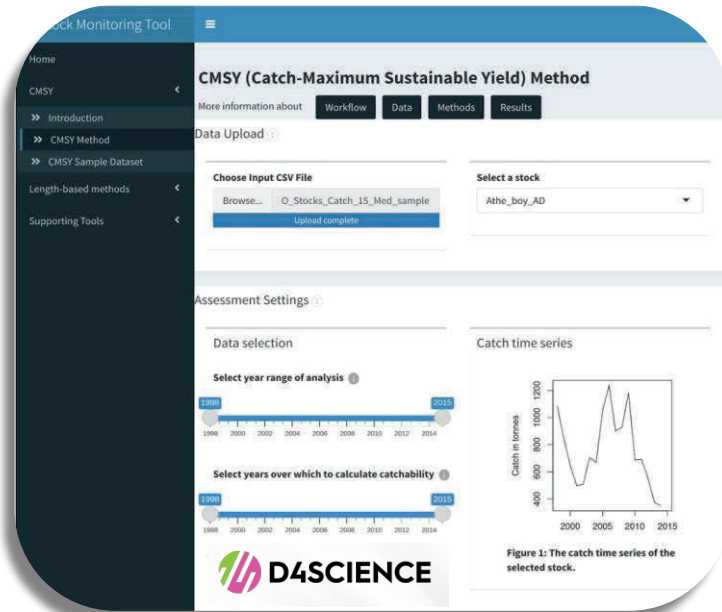 ock Monitoring Tool
Home
CMSY
Introduction
CMSY Method
CMSY Sample Dataset
Length-based methods
Supporting Tools
CMSY (Catch-Maximum Sustainable Yield) Method
More information about Workflow Data Methods Results
Data Upload
Choose Input CSV File
Browse... O_Stocks_Catch_15_Med_sample
Upload complete
Select a stock
Athe_boy_AD
Assessment Settings
Data selection
Select year range of analysis
1998 2015
1998 2000 2002 2004 2006 2008 2010 2012 2014
Select years over which to calculate catchability
1998 2015
1998 2000 2002 2004 2006 2008 2010 2012 2014
Catch time series
Catch in tonnes
1200
1000
800
600
400
2000 2005 2010 2015
Figure 1: The catch time series of the
selected stock.
D4SCIENCE